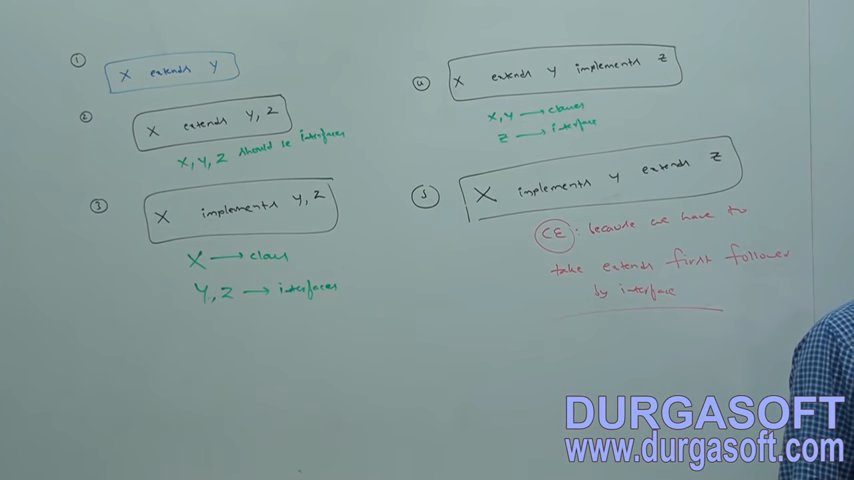 ① X extends Y
② X extends Y, Z
X, Y, Z should be interfaces
③ X implements Y, Z
X → class
Y, Z → interfaces
④ X extends Y implements Z
X, Y → classes
Z → interface
⑤ X implements Y extends Z
CE: because we have to
take extends first followed
by interface
DURGASOFT
www.durgasoft.com